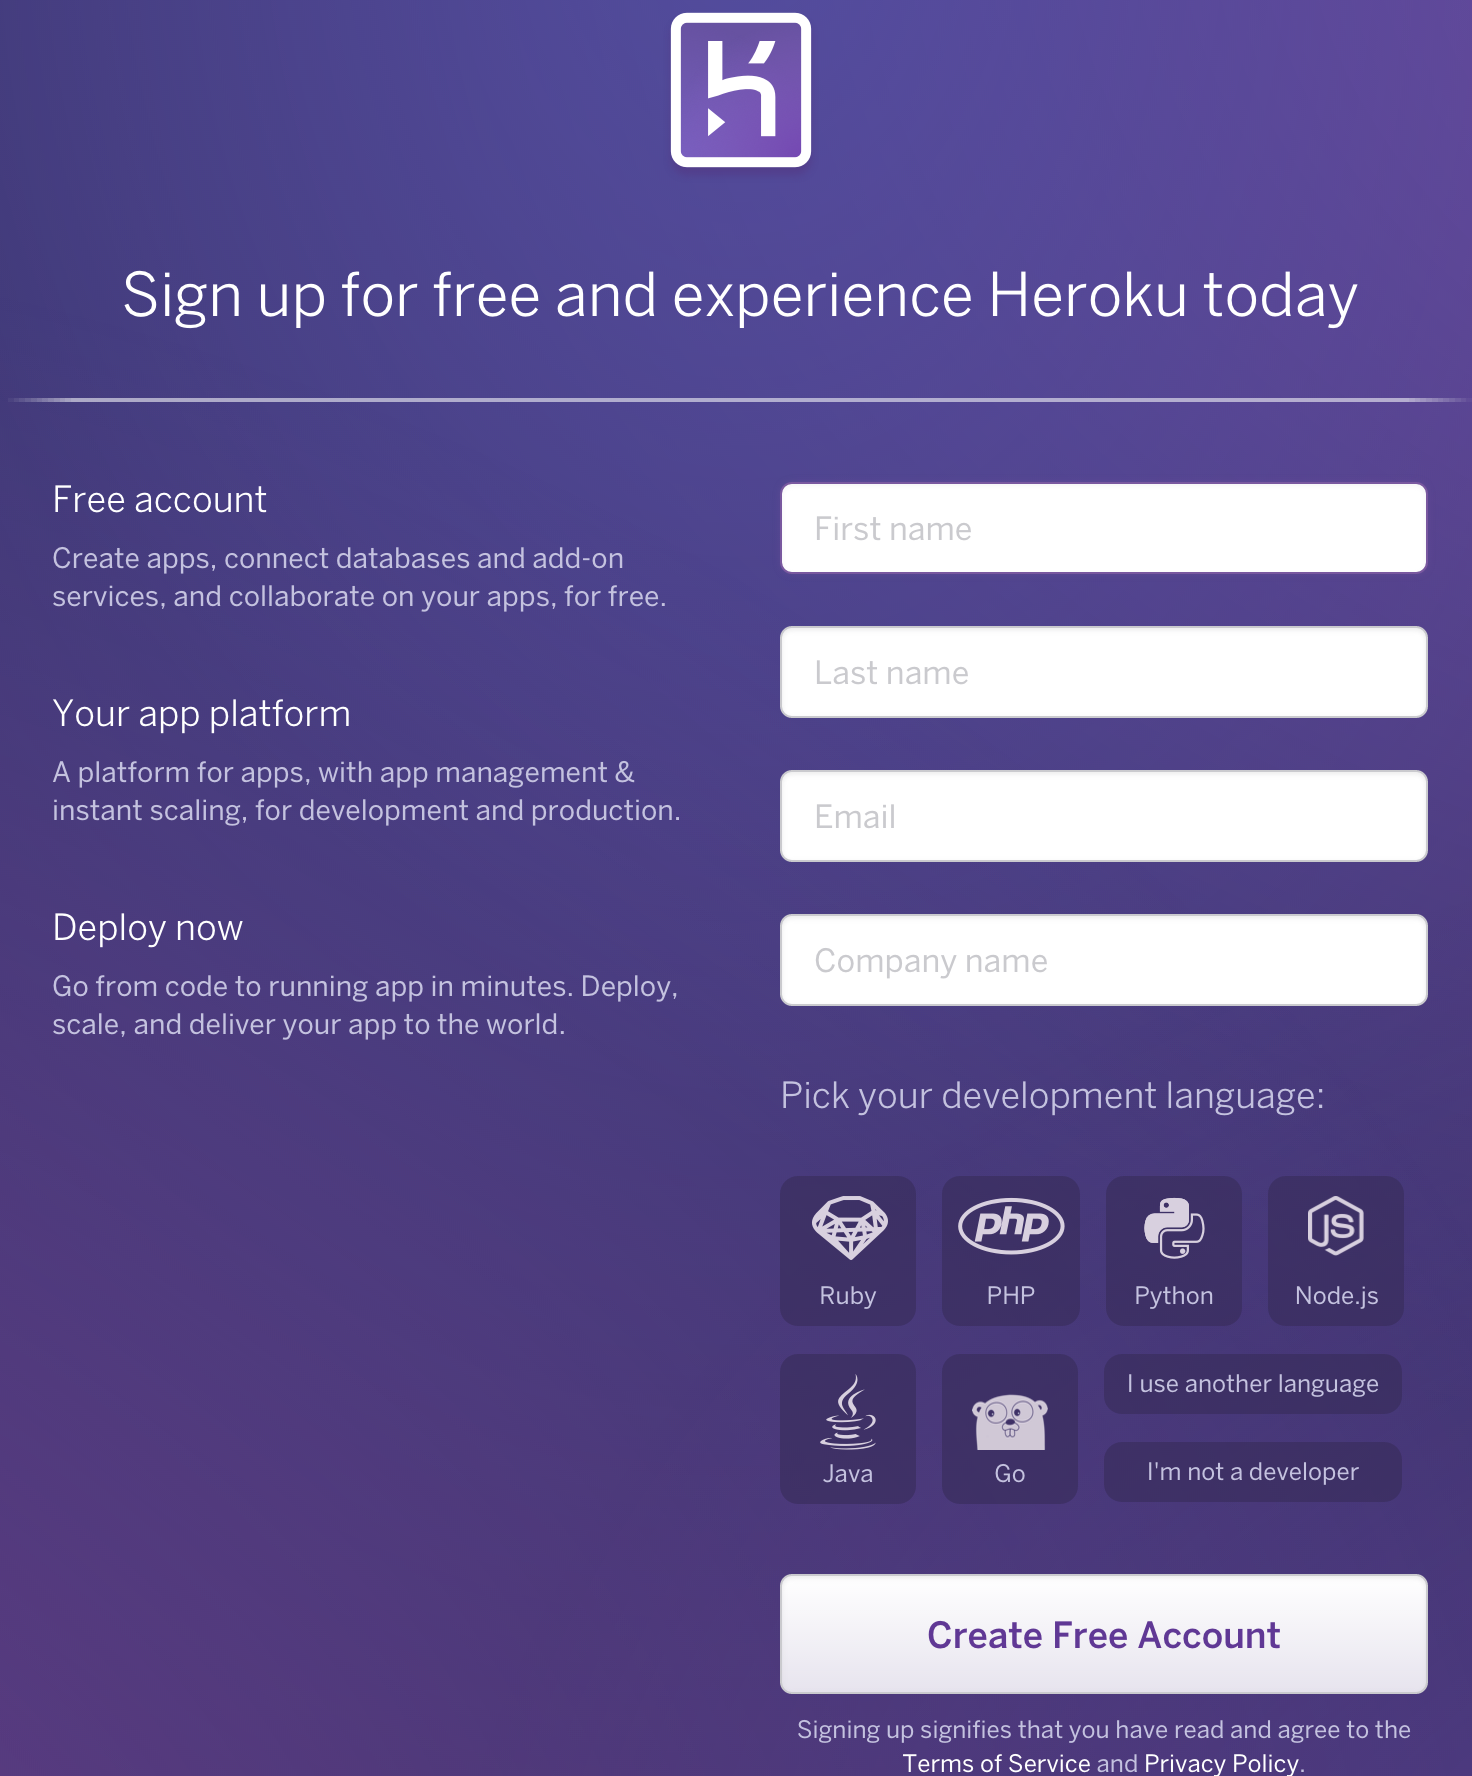 Sign up for free and experience Heroku today
Free account
Create apps, connect databases and add-on
services, and collaborate on your apps, for free.
Your app platform
A platform for apps, with app management &
instant scaling, for development and production.
Deploy now
Go from code to running app in minutes. Deploy,
scale, and deliver your app to the world.
First name
Last name
Email
Company name
Pick your development language:
php
JS
Ruby
PHP
Python
Node.js
I use another language
I'm not a developer
Java
Go
Create Free Account
Signing up signifies that you have read and agree to the
Terms of Service and Privacy Policy.